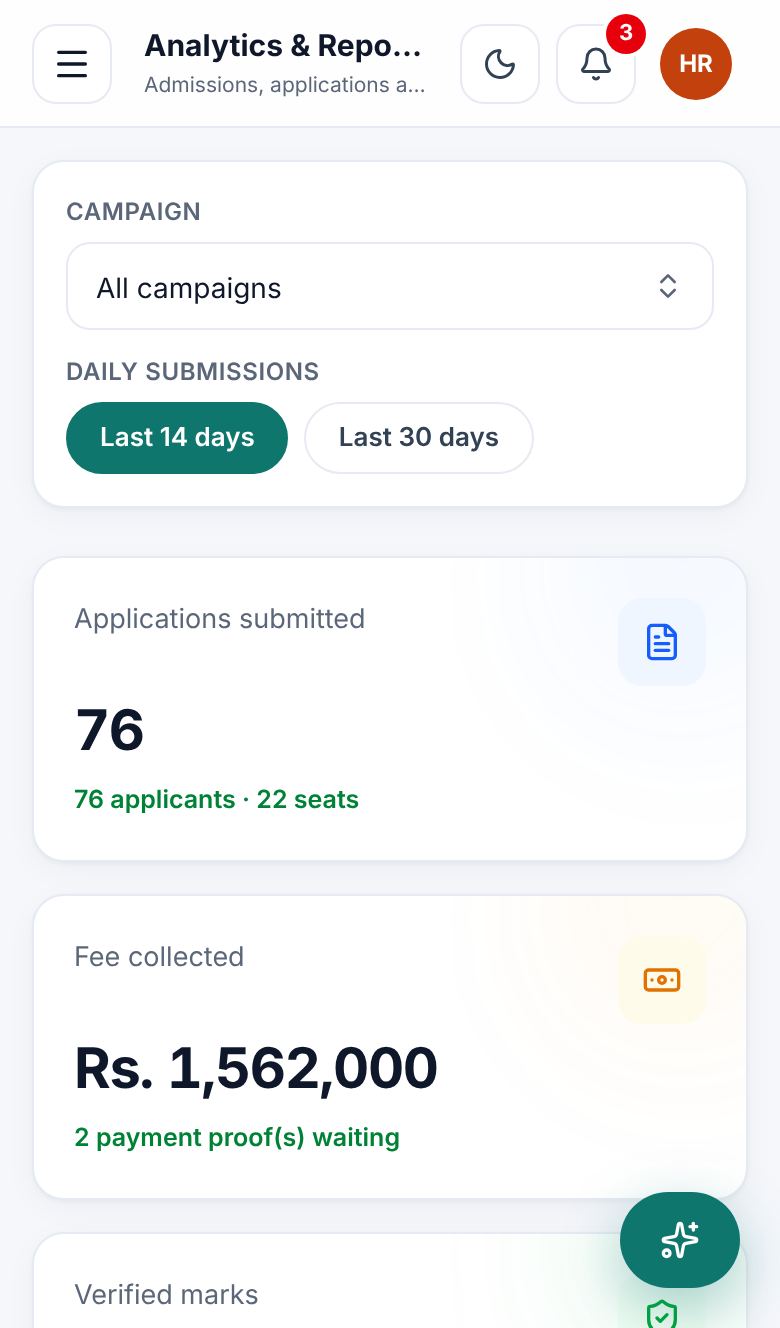 Analytics & Repo...
Admissions, applications a...
3
HR
CAMPAIGN
All campaigns
DAILY SUBMISSIONS
Last 14 days
Last 30 days
Applications submitted
76
76 applicants · 22 seats
Fee collected
Rs. 1,562,000
2 payment proof(s) waiting
Verified marks